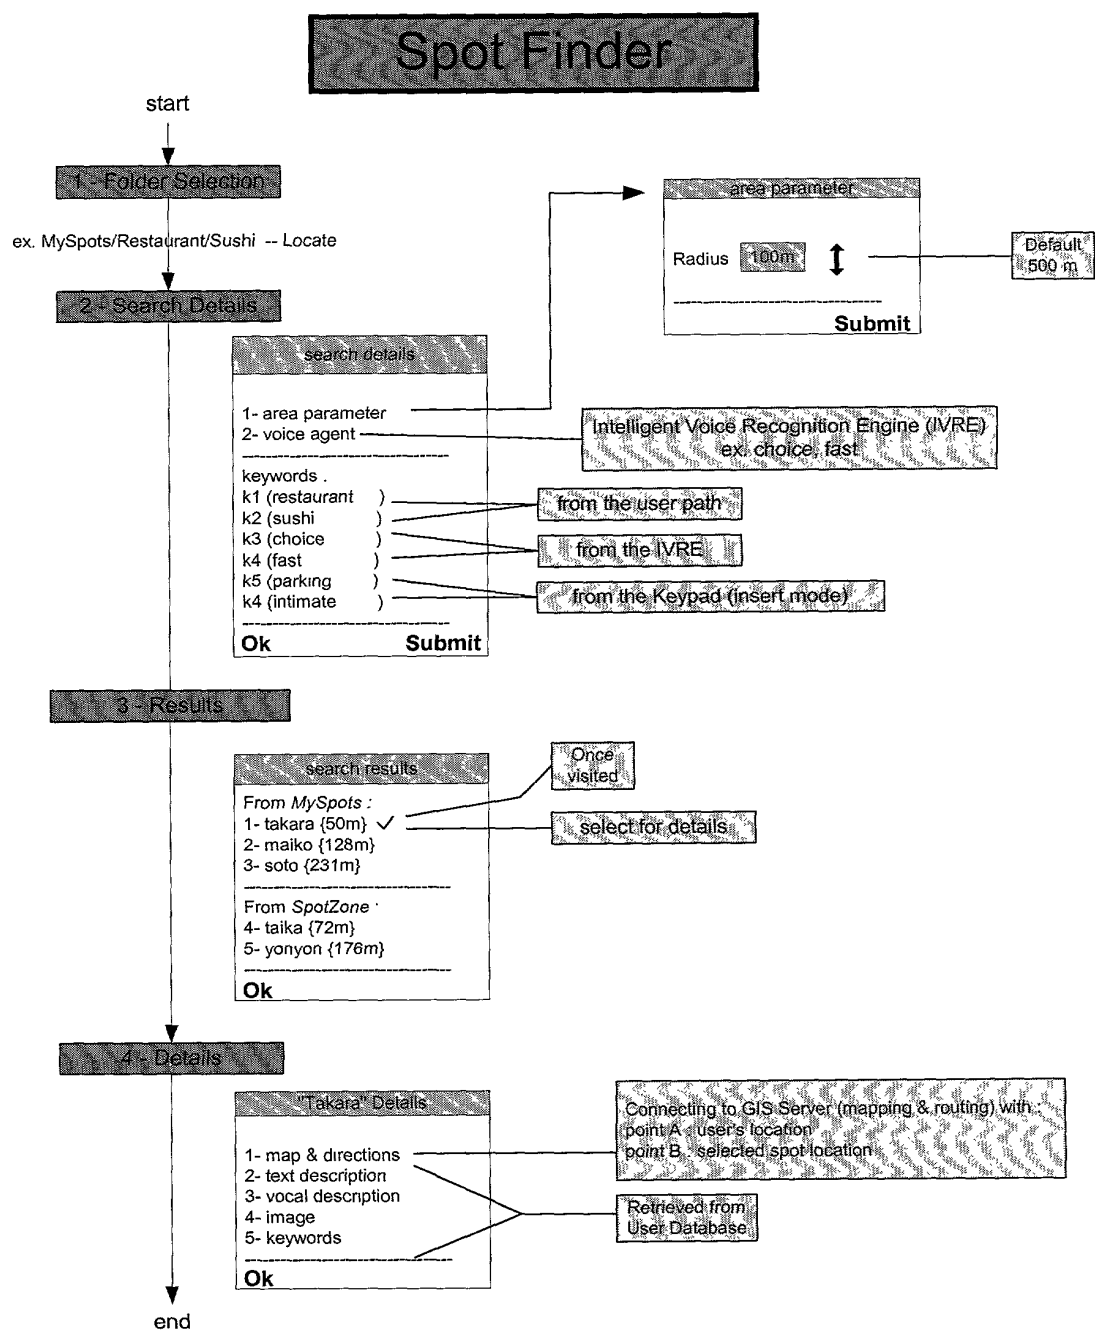 Spot Finder
start
1 - Folder Selection
ex. MySpots/Restaurant/Sushi -- Locate
2 - Search Details
area parameter
Radius 100m
Default
500 m
Submit
search details
1- area parameter
2- voice agent
Intelligent Voice Recognition Engine (IVRE)
ex. choice, fast
keywords .
k1 (restaurant )
k2 (sushi )
k3 (choice )
k4 (fast )
k5 (parking )
k4 (intimate )
from the user path
from the IVRE
from the Keypad (insert mode)
Ok Submit
3 - Results
search results
From MySpots :
1- takara {50m} ✓
2- maiko {128m}
3- soto {231m}
Once
visited
select for details
From SpotZone :
4- taika {72m}
5- yonyon {176m}
Ok
4 - Details
"Takara" Details
1- map & directions
2- text description
3- vocal description
4- image
5- keywords
Ok
Connecting to GIS Server (mapping & routing) with :
point A : user's location
point B : selected spot location
Retrieved from
User Database
end